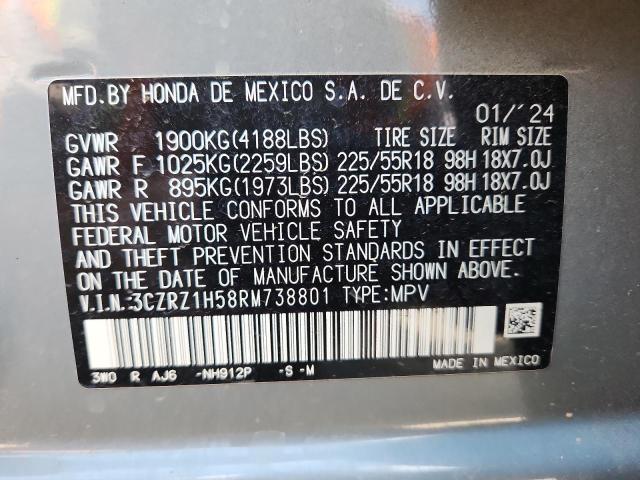 MFD.BY HONDA DE MEXICO S.A. DE C.V.
01/´24
GVWR 1900KG(4188LBS) TIRE SIZE RIM SIZE
GAWR F 1025KG(2259LBS) 225/55R18 98H 18X7.0J
GAWR R 895KG(1973LBS) 225/55R18 98H 18X7.0J
THIS VEHICLE CONFORMS TO ALL APPLICABLE
FEDERAL MOTOR VEHICLE SAFETY
AND THEFT PREVENTION STANDARDS IN EFFECT
ON THE DATE OF MANUFACTURE SHOWN ABOVE.
V.I.N.:3CZRZ1H58RM738801 TYPE:MPV
MADE IN MEXICO
3W0 R AJ6 -NH912P -S -M